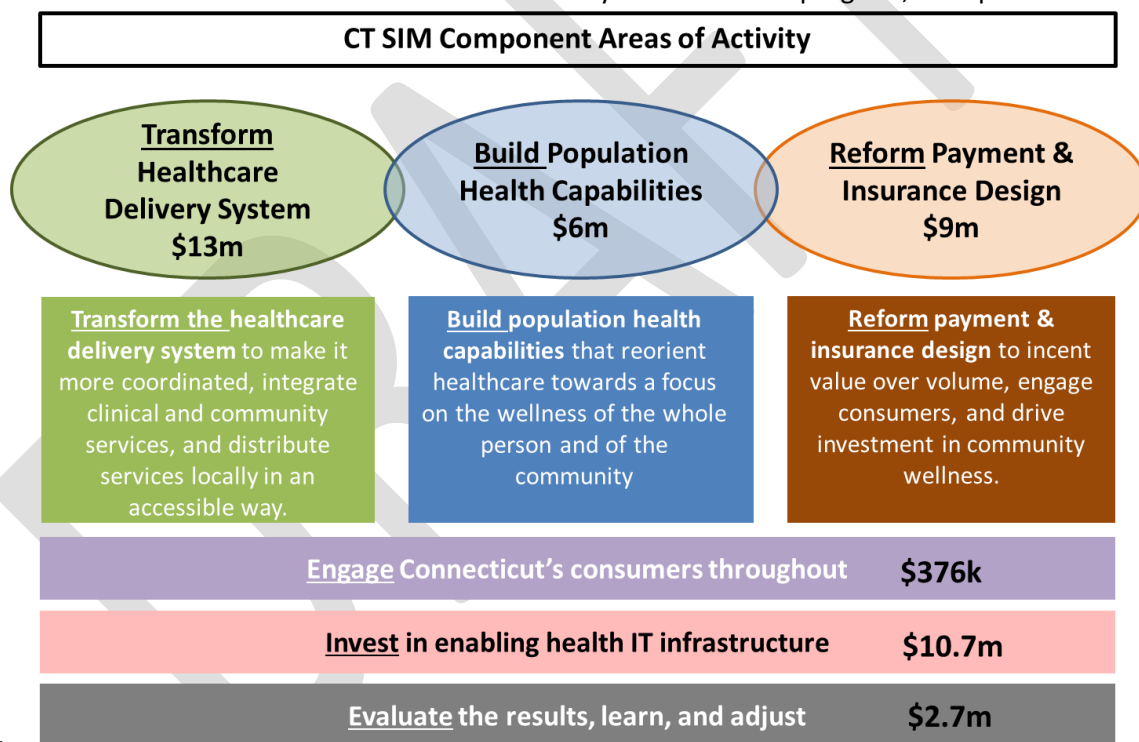 CT SIM Component Areas of Activity
Transform
Healthcare
Delivery System
$13m
Build Population
Health Capabilities
$6m
Reform Payment &
Insurance Design
$9m
Transform the healthcare
delivery system to make it
more coordinated, integrate
clinical and community
services, and distribute
services locally in an
accessible way.
Build population health
capabilities that reorient
healthcare towards a focus
on the wellness of the whole
person and of the
community
Reform payment &
insurance design to incent
value over volume, engage
consumers, and drive
investment in community
wellness.
Engage Connecticut’s consumers throughout $376k
Invest in enabling health IT infrastructure $10.7m
Evaluate the results, learn, and adjust $2.7m